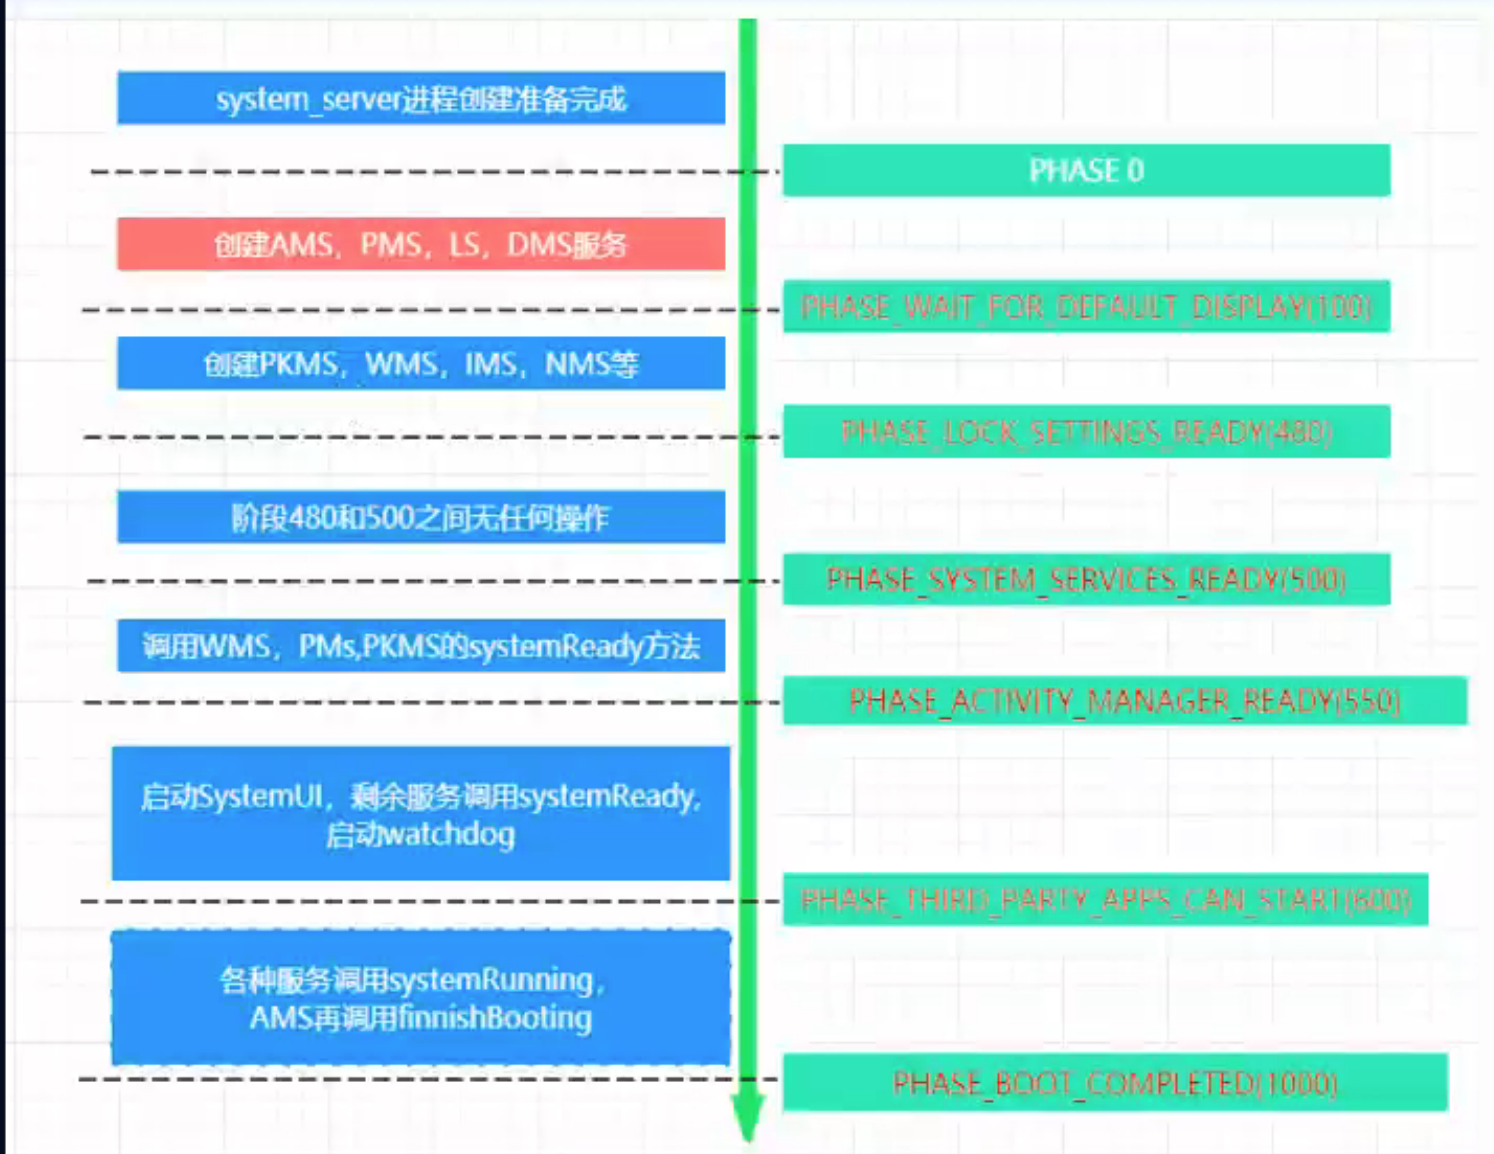 system_server进程创建准备完成
PHASE 0
创建AMS，PMS，LS，DMS服务
PHASE_WAIT_FOR_DEFAULT_DISPLAY(100)
创建PKMS，WMS，IMS，NMS等
PHASE_LOCK_SETTINGS_READY(480)
阶段480和500之间无任何操作
PHASE_SYSTEM_SERVICES_READY(500)
调用WMS，PMs,PKMS的systemReady方法
PHASE_ACTIVITY_MANAGER_READY(550)
启动SystemUI，剩余服务调用systemReady,
启动watchdog
PHASE_THIRD_PARTY_APPS_CAN_START(600)
各种服务调用systemRunning，
AMS再调用finnishBooting
PHASE_BOOT_COMPLETED(1000)